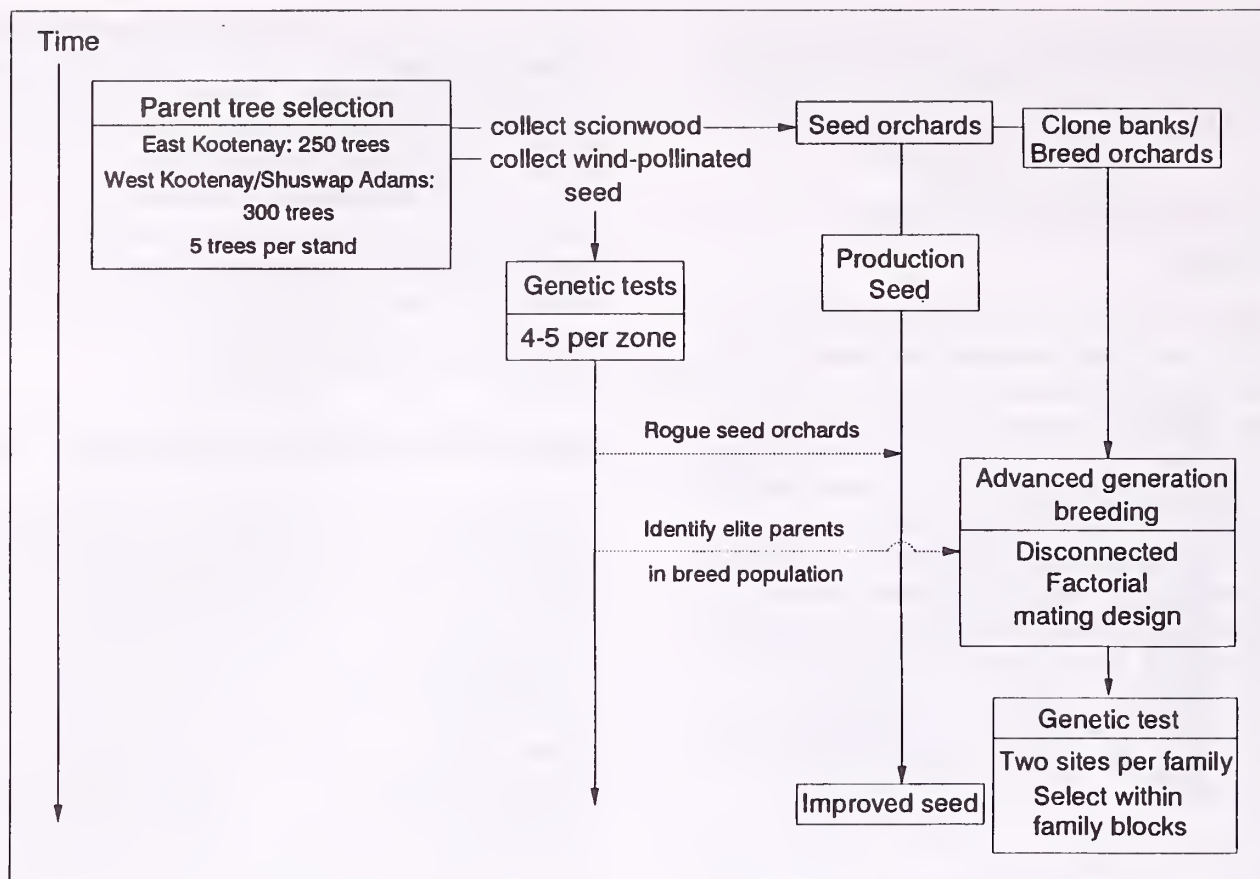 Time
Parent tree selection
East Kootenay: 250 trees
West Kootenay/Shuswap Adams:
300 trees
5 trees per stand
collect scionwood
collect wind-pollinated
seed
Seed orchards
Clone banks/
Breed orchards
Genetic tests
4-5 per zone
Production
Seed
Rogue seed orchards
Identify elite parents
in breed population
Advanced generation
breeding
Disconnected
Factorial
mating design
Genetic test
Two sites per family
Select within
family blocks
Improved seed